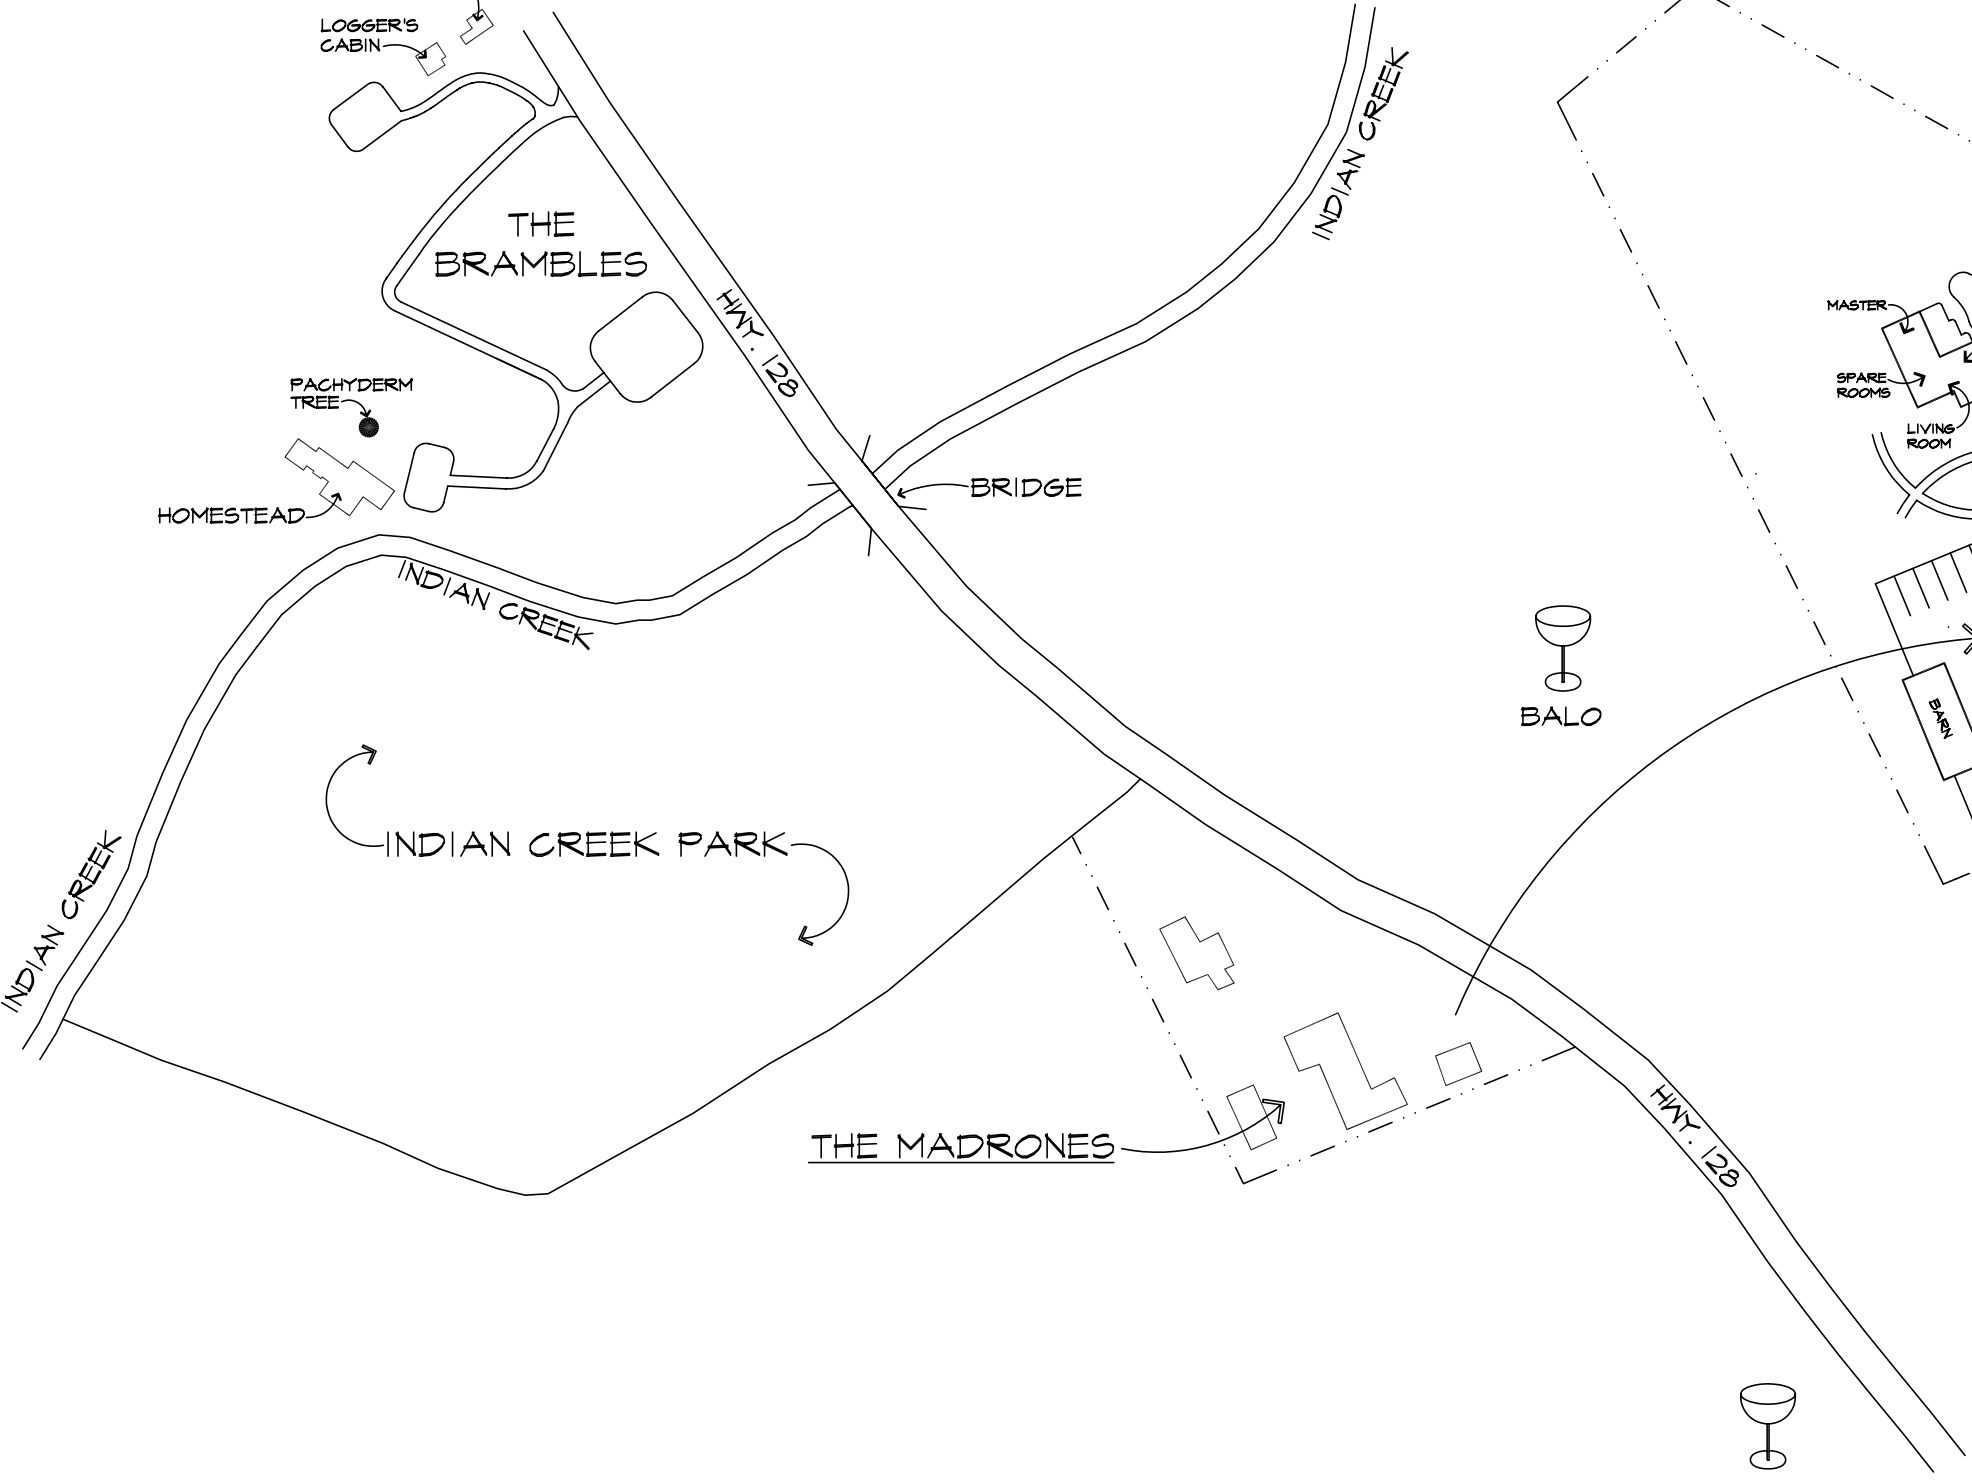 LOGGER'S
CABIN
INDIAN CREEK
THE
BRAMBLES
HWY. 128
MASTER
SPARE
ROOMS
LIVING
ROOM
PACHYDERM
TREE
HOMESTEAD
BRIDGE
INDIAN CREEK
BALO
BARN
INDIAN CREEK PARK
INDIAN CREEK
THE MADRONES
HWY. 128